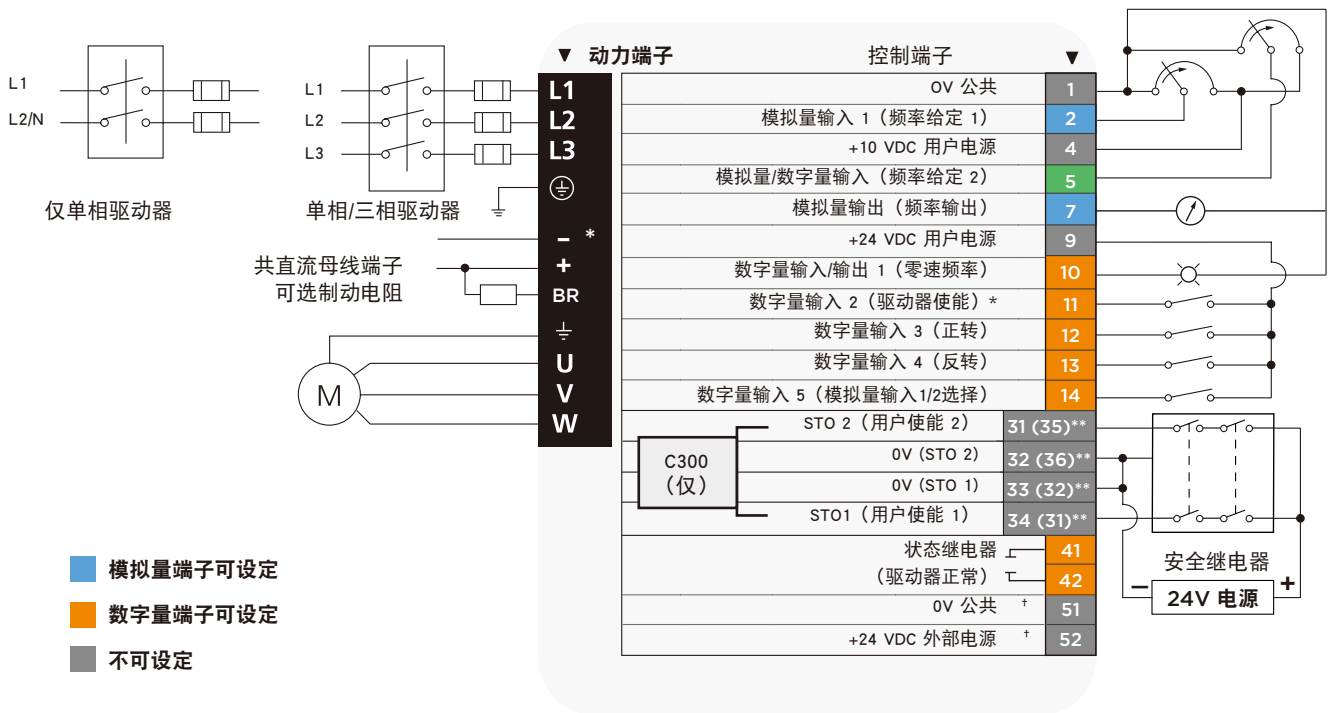 ▼ 动力端子
控制端子 ▼
L1
L2/N
仅单相驱动器
L1
L2
L3
单相/三相驱动器
共直流母线端子
可选制动电阻
M
L1
L2
L3
- *
+
BR
U
V
W
0V 公共 1
模拟量输入 1（频率给定 1） 2
+10 VDC 用户电源 4
模拟量/数字量输入（频率给定 2） 5
模拟量输出（频率输出） 7
+24 VDC 用户电源 9
数字量输入/输出 1（零速频率） 10
数字量输入 2（驱动器使能）* 11
数字量输入 3（正转） 12
数字量输入 4（反转） 13
数字量输入 5（模拟量输入1/2选择） 14
C300
（仅）
STO 2（用户使能 2） 31 (35)**
0V (STO 2) 32 (36)**
0V (STO 1) 33 (32)**
STO1（用户使能 1） 34 (31)**
状态继电器 41
（驱动器正常） 42
0V 公共 † 51
+24 VDC 外部电源 † 52
安全继电器
− +
24V 电源
模拟量端子可设定
数字量端子可设定
不可设定